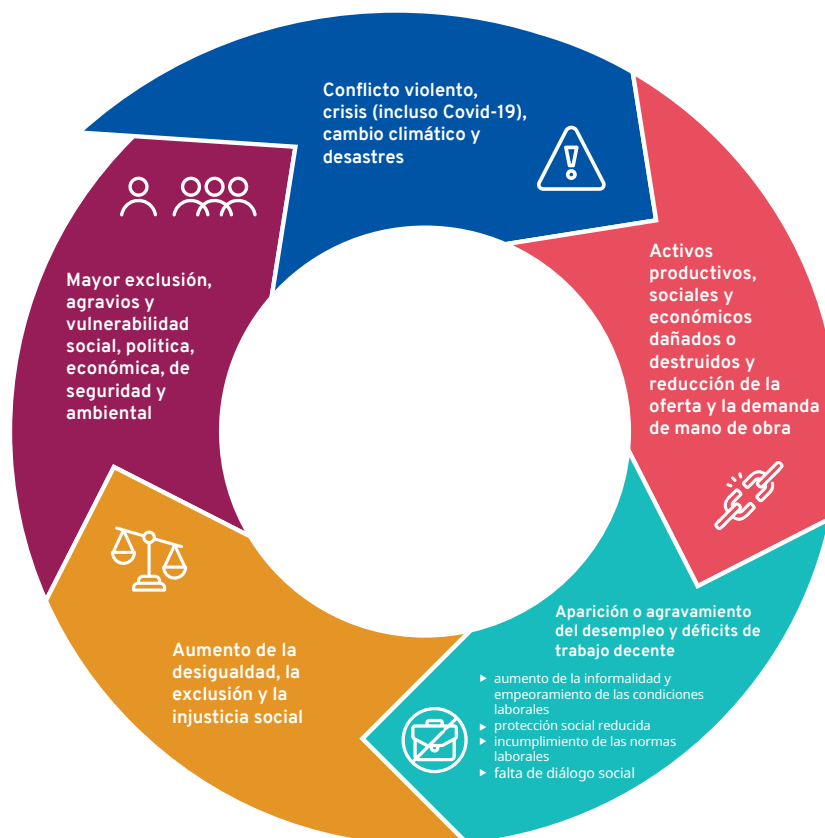 Conflicto violento,
crisis (incluso Covid-19),
cambio climático y
desastres
Activos
productivos,
sociales y
económicos
dañados o
destruidos y
reducción de la
oferta y la demanda
de mano de obra
Aparición o agravamiento
del desempleo y déficits de
trabajo decente
▸ aumento de la informalidad y
empeoramiento de las condiciones
laborales
▸ protección social reducida
▸ incumplimiento de las normas
laborales
▸ falta de diálogo social
Aumento de la
desigualdad, la
exclusión y la
injusticia social
Mayor exclusión,
agravios y
vulnerabilidad
social, politica,
económica, de
seguridad y
ambiental